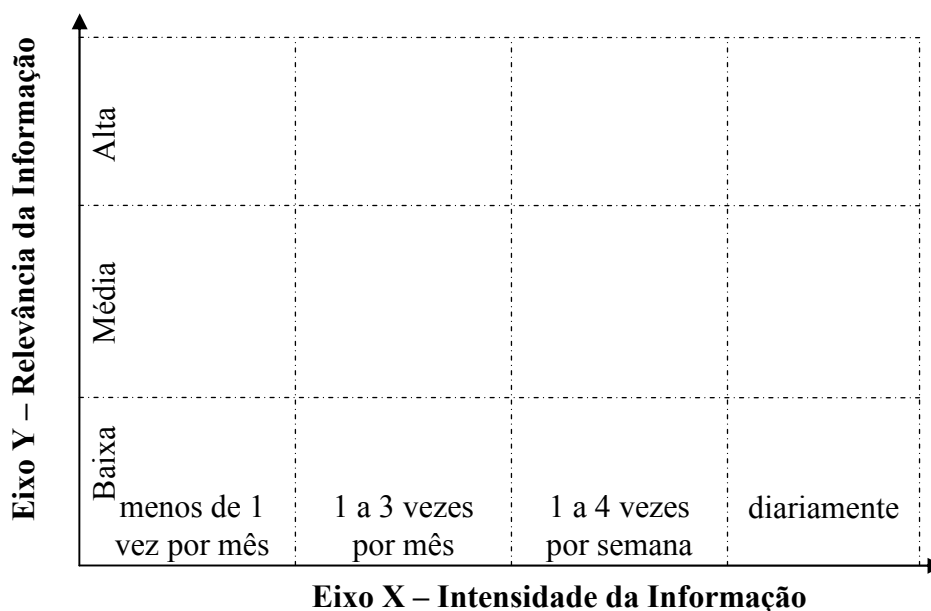 Eixo Y – Relevância da Informação
Alta
Média
Baixa
menos de 1
vez por mês
1 a 3 vezes
por mês
1 a 4 vezes
por semana
diariamente
Eixo X – Intensidade da Informação